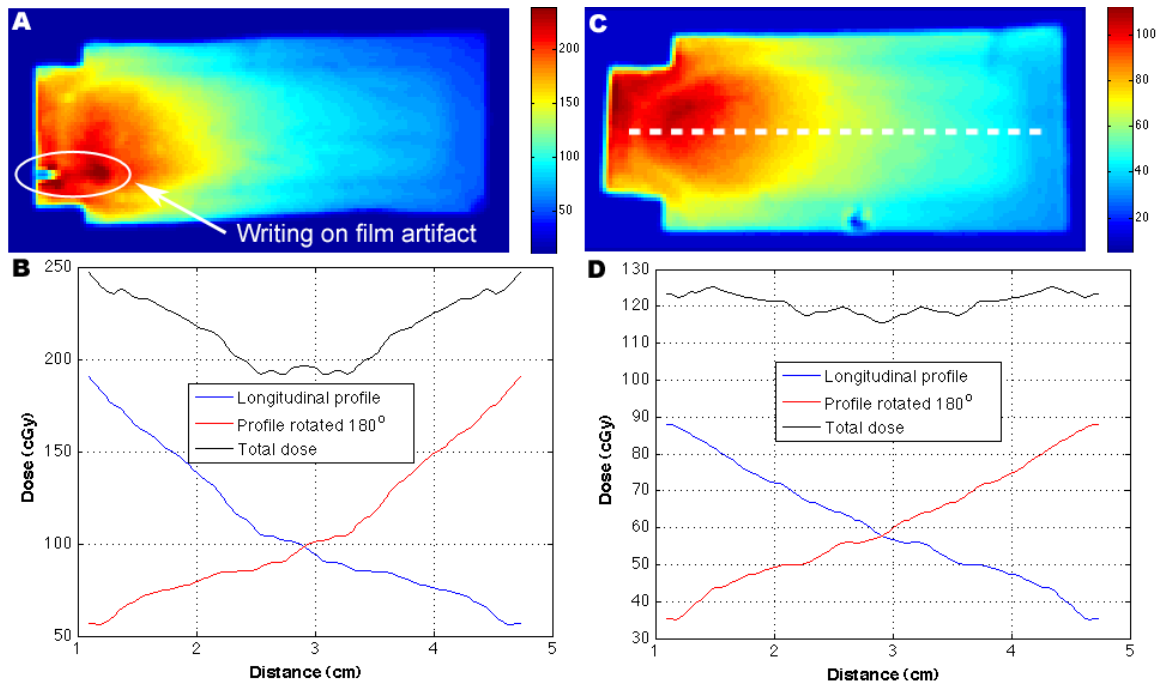 A
200
150
100
50
Writing on film artifact
C
100
80
60
40
20
B
250
200
150
100
50
Dose (cGy)
Longitudinal profile
Profile rotated 180°
Total dose
1
2
3
4
5
Distance (cm)
D
130
120
110
100
90
80
70
60
50
40
30
Dose (cGy)
Longitudinal profile
Profile rotated 180°
Total dose
1
2
3
4
5
Distance (cm)